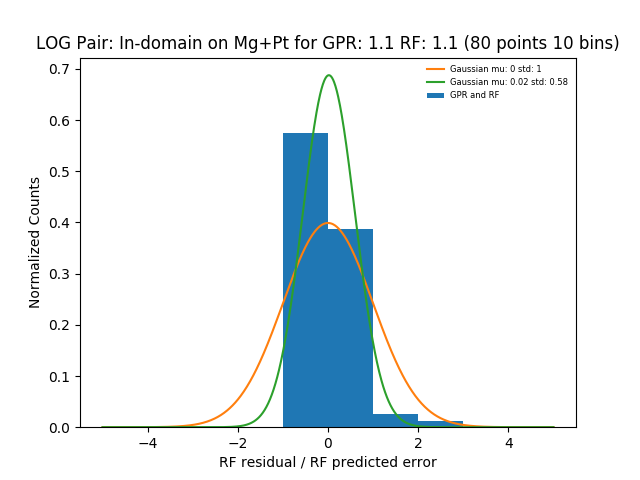 LOG Pair: In-domain on Mg+Pt for GPR: 1.1 RF: 1.1 (80 points 10 bins)
Gaussian mu: 0 std: 1
Gaussian mu: 0.02 std: 0.58
GPR and RF
Normalized Counts
0.7
0.6
0.5
0.4
0.3
0.2
0.1
0.0
−4 −2 0 2 4
RF residual / RF predicted error